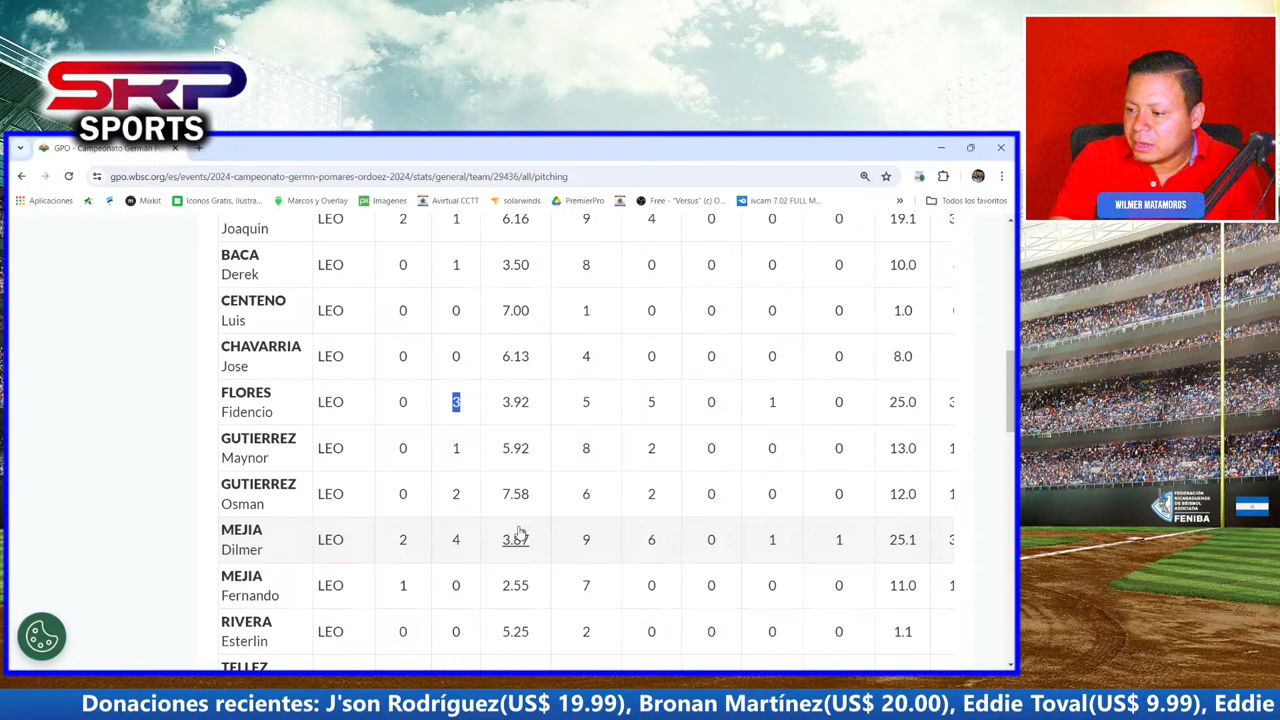 SKP
SPORTS
GPO - Campeonato Germán P
gpo.wbsc.org/es/events/2024-campeonato-germn-pomares-ordoez-2024/stats/general/team/29436/all/pitching
Aplicaciones
Mixkit
Iconos Gratis, Ilustra...
Marcos y Overlay
Imagenes
Avirtual CCTT
solarwinds
PremierPro
Free - "Versus" (c) O...
ivcam 7.02 FULL M...
»
Todos los favoritos
Joaquin LEO 2 1 6.16 9 4 0 0 0 19.1 3
BACA
Derek LEO 0 1 3.50 8 0 0 0 0 10.0
CENTENO
Luis LEO 0 0 7.00 1 0 0 0 0 1.0
CHAVARRIA
Jose LEO 0 0 6.13 4 0 0 0 0 8.0
FLORES
Fidencio LEO 0 3 3.92 5 5 0 1 0 25.0 3
GUTIERREZ
Maynor LEO 0 1 5.92 8 2 0 0 0 13.0 1
GUTIERREZ
Osman LEO 0 2 7.58 6 2 0 0 0 12.0 1
MEJIA
Dilmer LEO 2 4 9 6 0 1 1 25.1 3
MEJIA
Fernando LEO 1 0 2.55 7 0 0 0 0 11.0 1
RIVERA
Esterlin LEO 0 0 5.25 2 0 0 0 0 1.1
TELLEZ
WILMER MATAMOROS
FEDERACIÓN
NICARAGÜENSE
DE BÉISBOL
ASOCIADA
FENIBA
Donaciones recientes: J'son Rodríguez(US$ 19.99), Bronan Martínez(US$ 20.00), Eddie Toval(US$ 9.99), Eddie